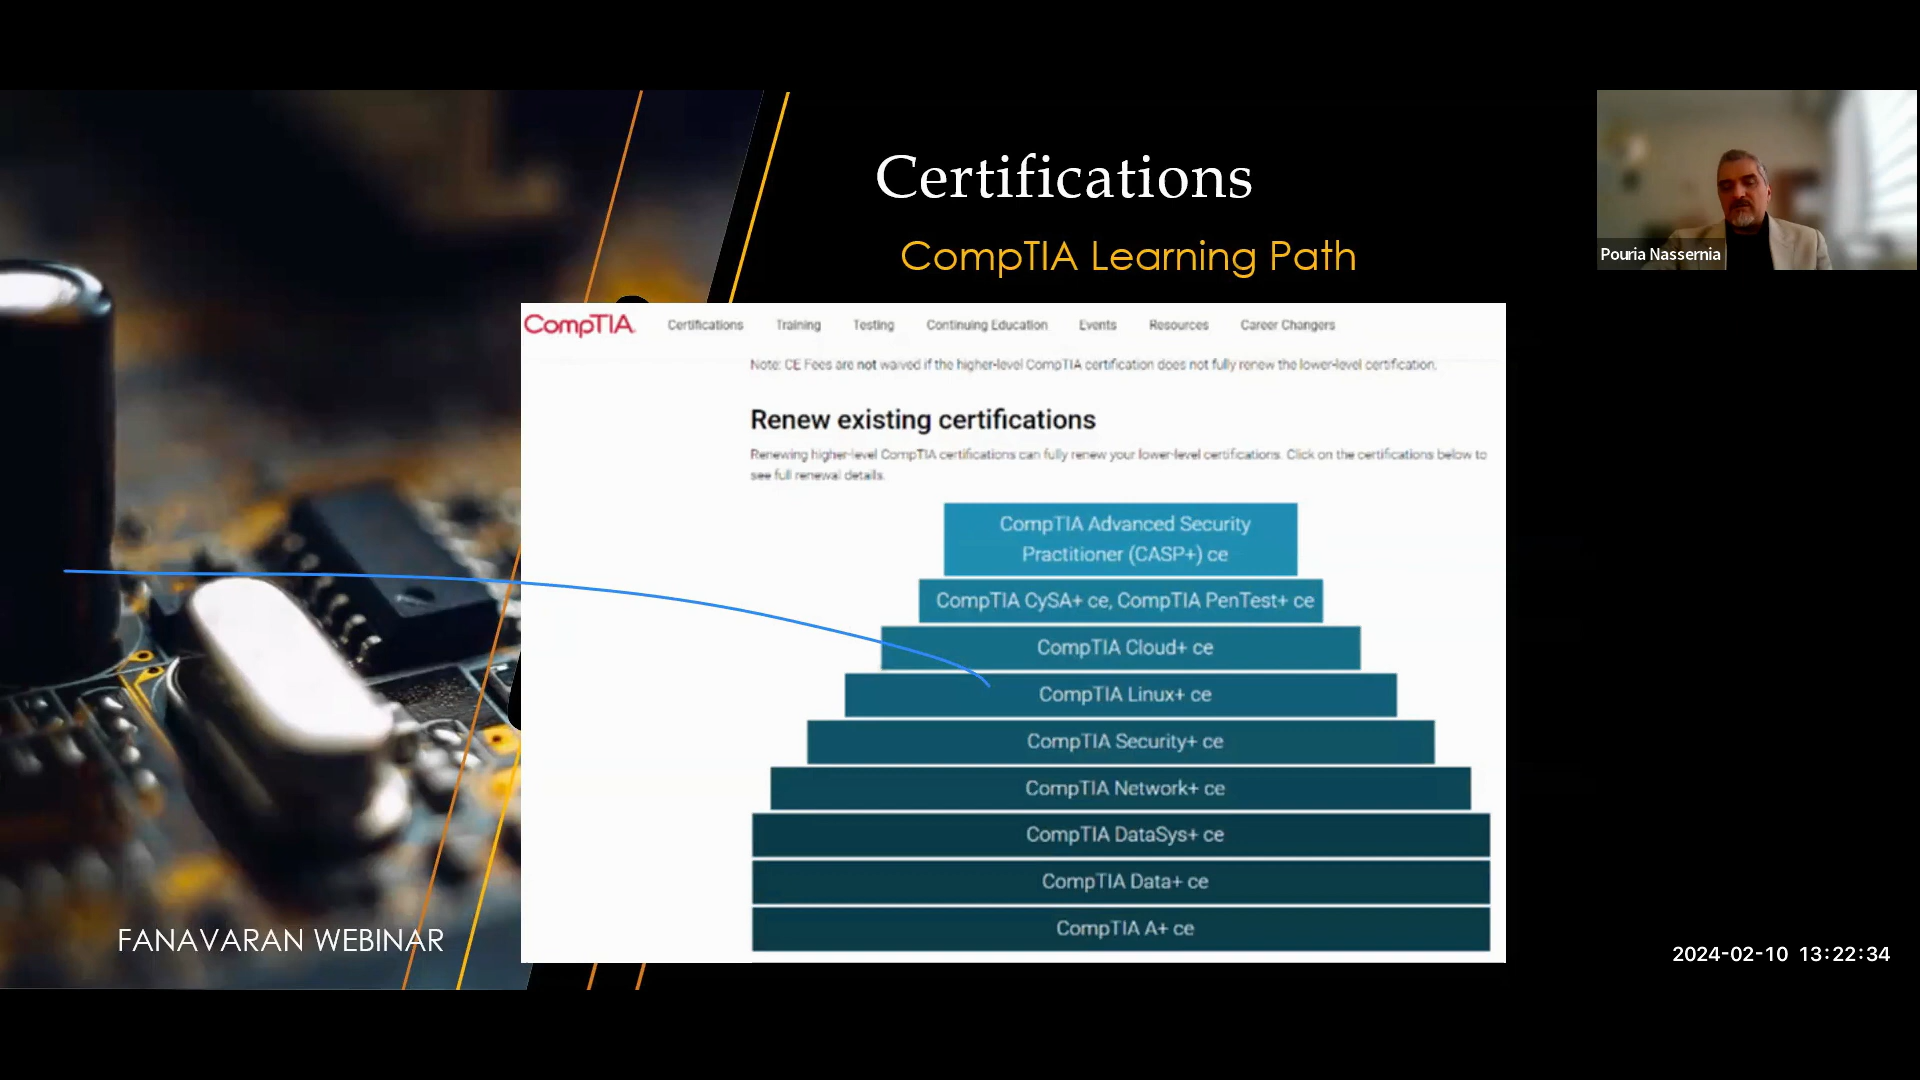 Certifications
CompTIA Learning Path
Pouria Nassernia
CompTIA.
Certifications Training Testing Continuing Education Events Resources Career Changers
Note: CE Fees are not waived if the higher-level CompTIA certification does not fully renew the lower-level certification.
Renew existing certifications
Renewing higher-level CompTIA certifications can fully renew your lower-level certifications. Click on the certifications below to
see full renewal details.
CompTIA Advanced Security
Practitioner (CASP+) ce
CompTIA CySA+ ce, CompTIA PenTest+ ce
CompTIA Cloud+ ce
CompTIA Linux+ ce
CompTIA Security+ ce
CompTIA Network+ ce
CompTIA DataSys+ ce
CompTIA Data+ ce
CompTIA A+ ce
FANAVARAN WEBINAR
2024-02-10 13:22:34